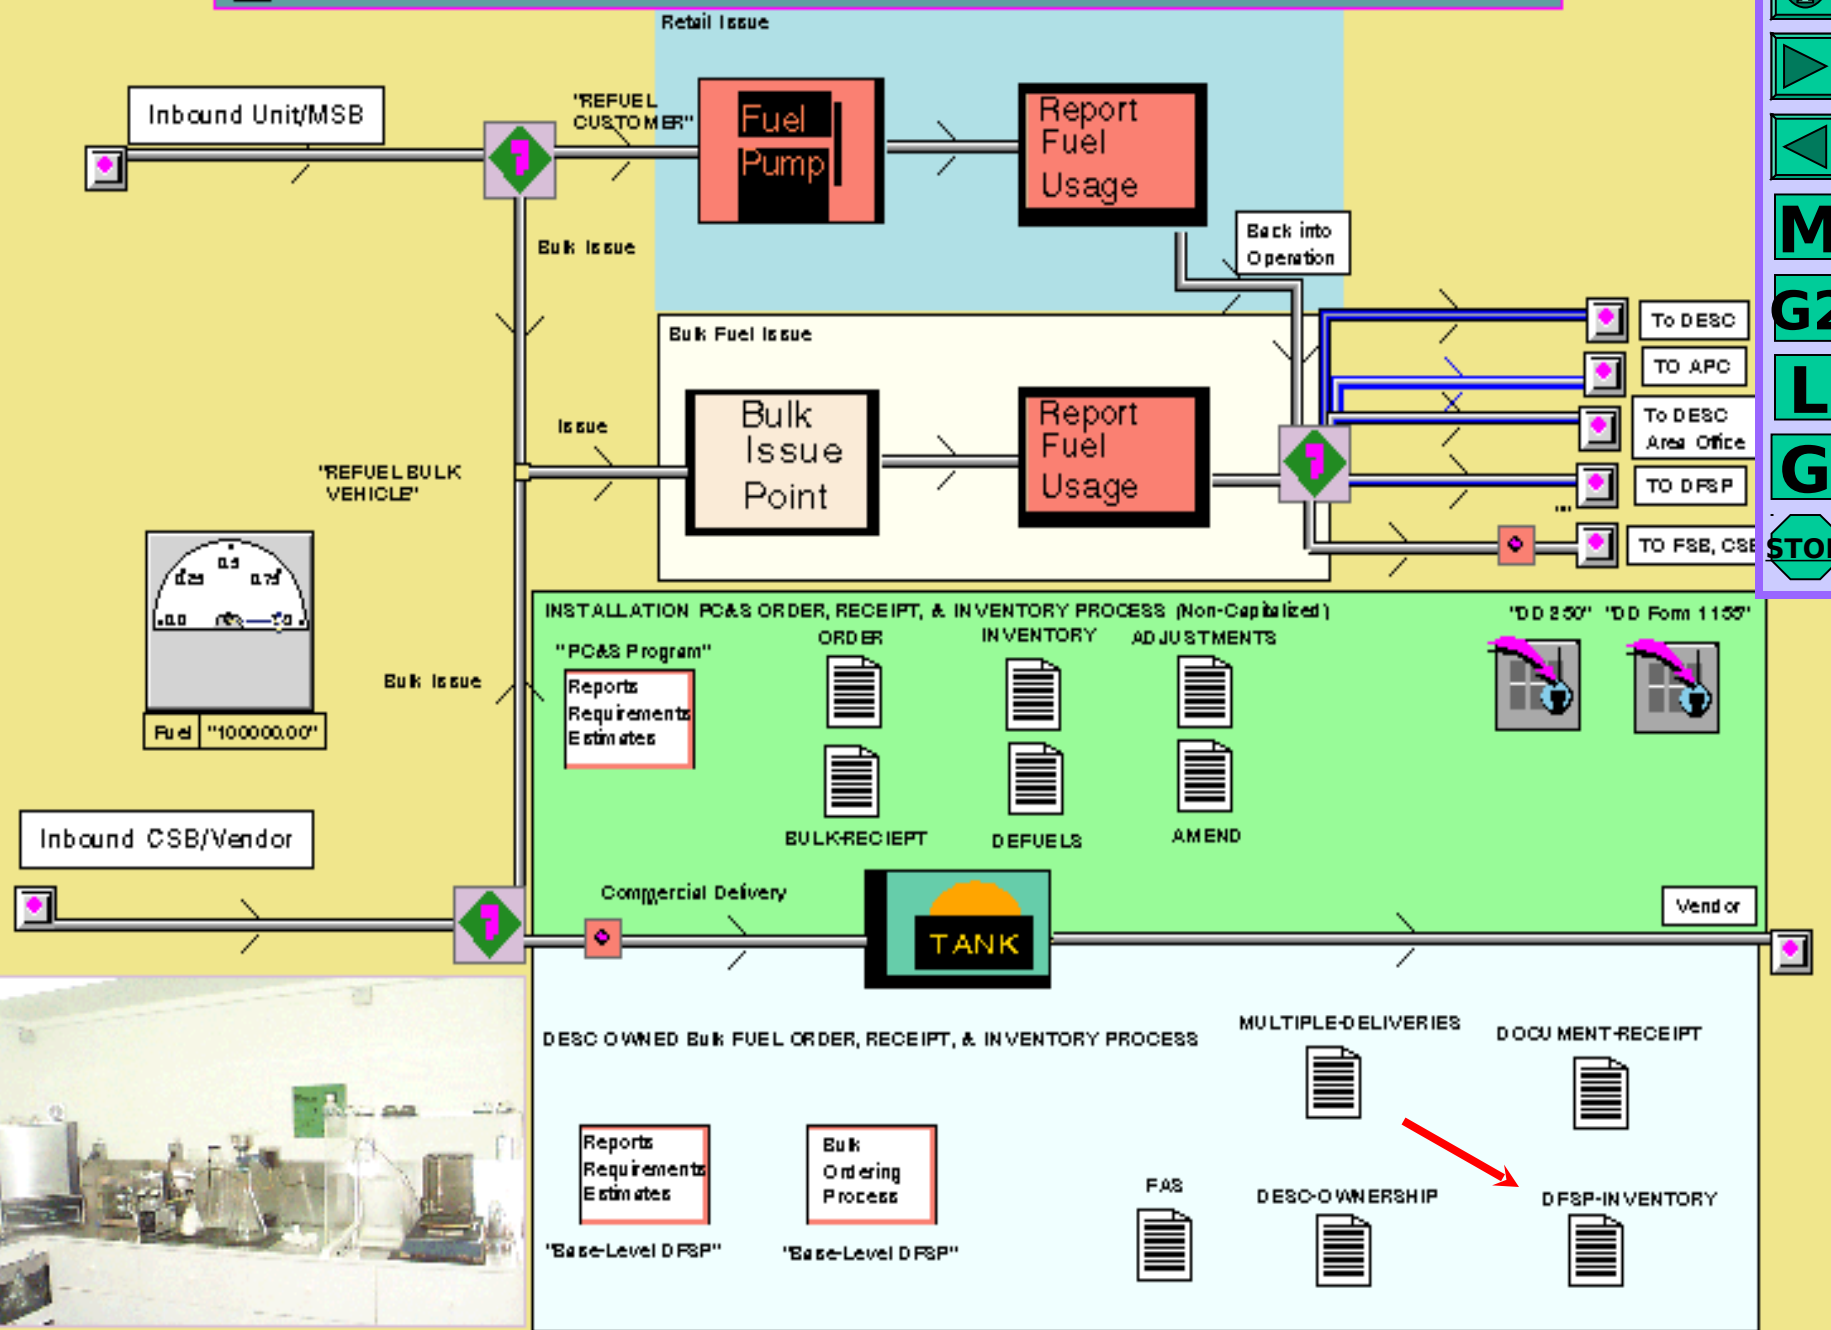 Retail Issue
Inbound Unit/MSB
"REFUEL
CUSTOMER"
Fuel
Pump
Report
Fuel
Usage
Bulk Issue
Back into
Operation
Bulk Fuel Issue
To DESC
TO APC
To DESC
Area Office
TO DFSP
TO FSB, CSB
Issue
Bulk
Issue
Point
Report
Fuel
Usage
"REFUEL BULK
VEHICLE"
0.0
0.25
0.5
0.75
Fuel "100000.00"
Bulk Issue
M
G2
L
G
STOP
INSTALLATION PC&S ORDER, RECEIPT, & INVENTORY PROCESS (Non-Capitalized)
"DD 250" "DD Form 1155"
"PC&S Program"
Reports
Requirements
Estimates
ORDER
INVENTORY
ADJUSTMENTS
BULK-RECIEPT
DEFUELS
AMEND
Inbound CSB/Vendor
Commercial Delivery
TANK
Vendor
DESC OWNED Bulk FUEL ORDER, RECEIPT, & INVENTORY PROCESS
MULTIPLE-DELIVERIES
DOCUMENT-RECEIPT
Reports
Requirements
Estimates
"Base-Level DFSP"
Bulk
Ordering
Process
"Base-Level DFSP"
FAS
DESC-OWNERSHIP
DFSP-INVENTORY